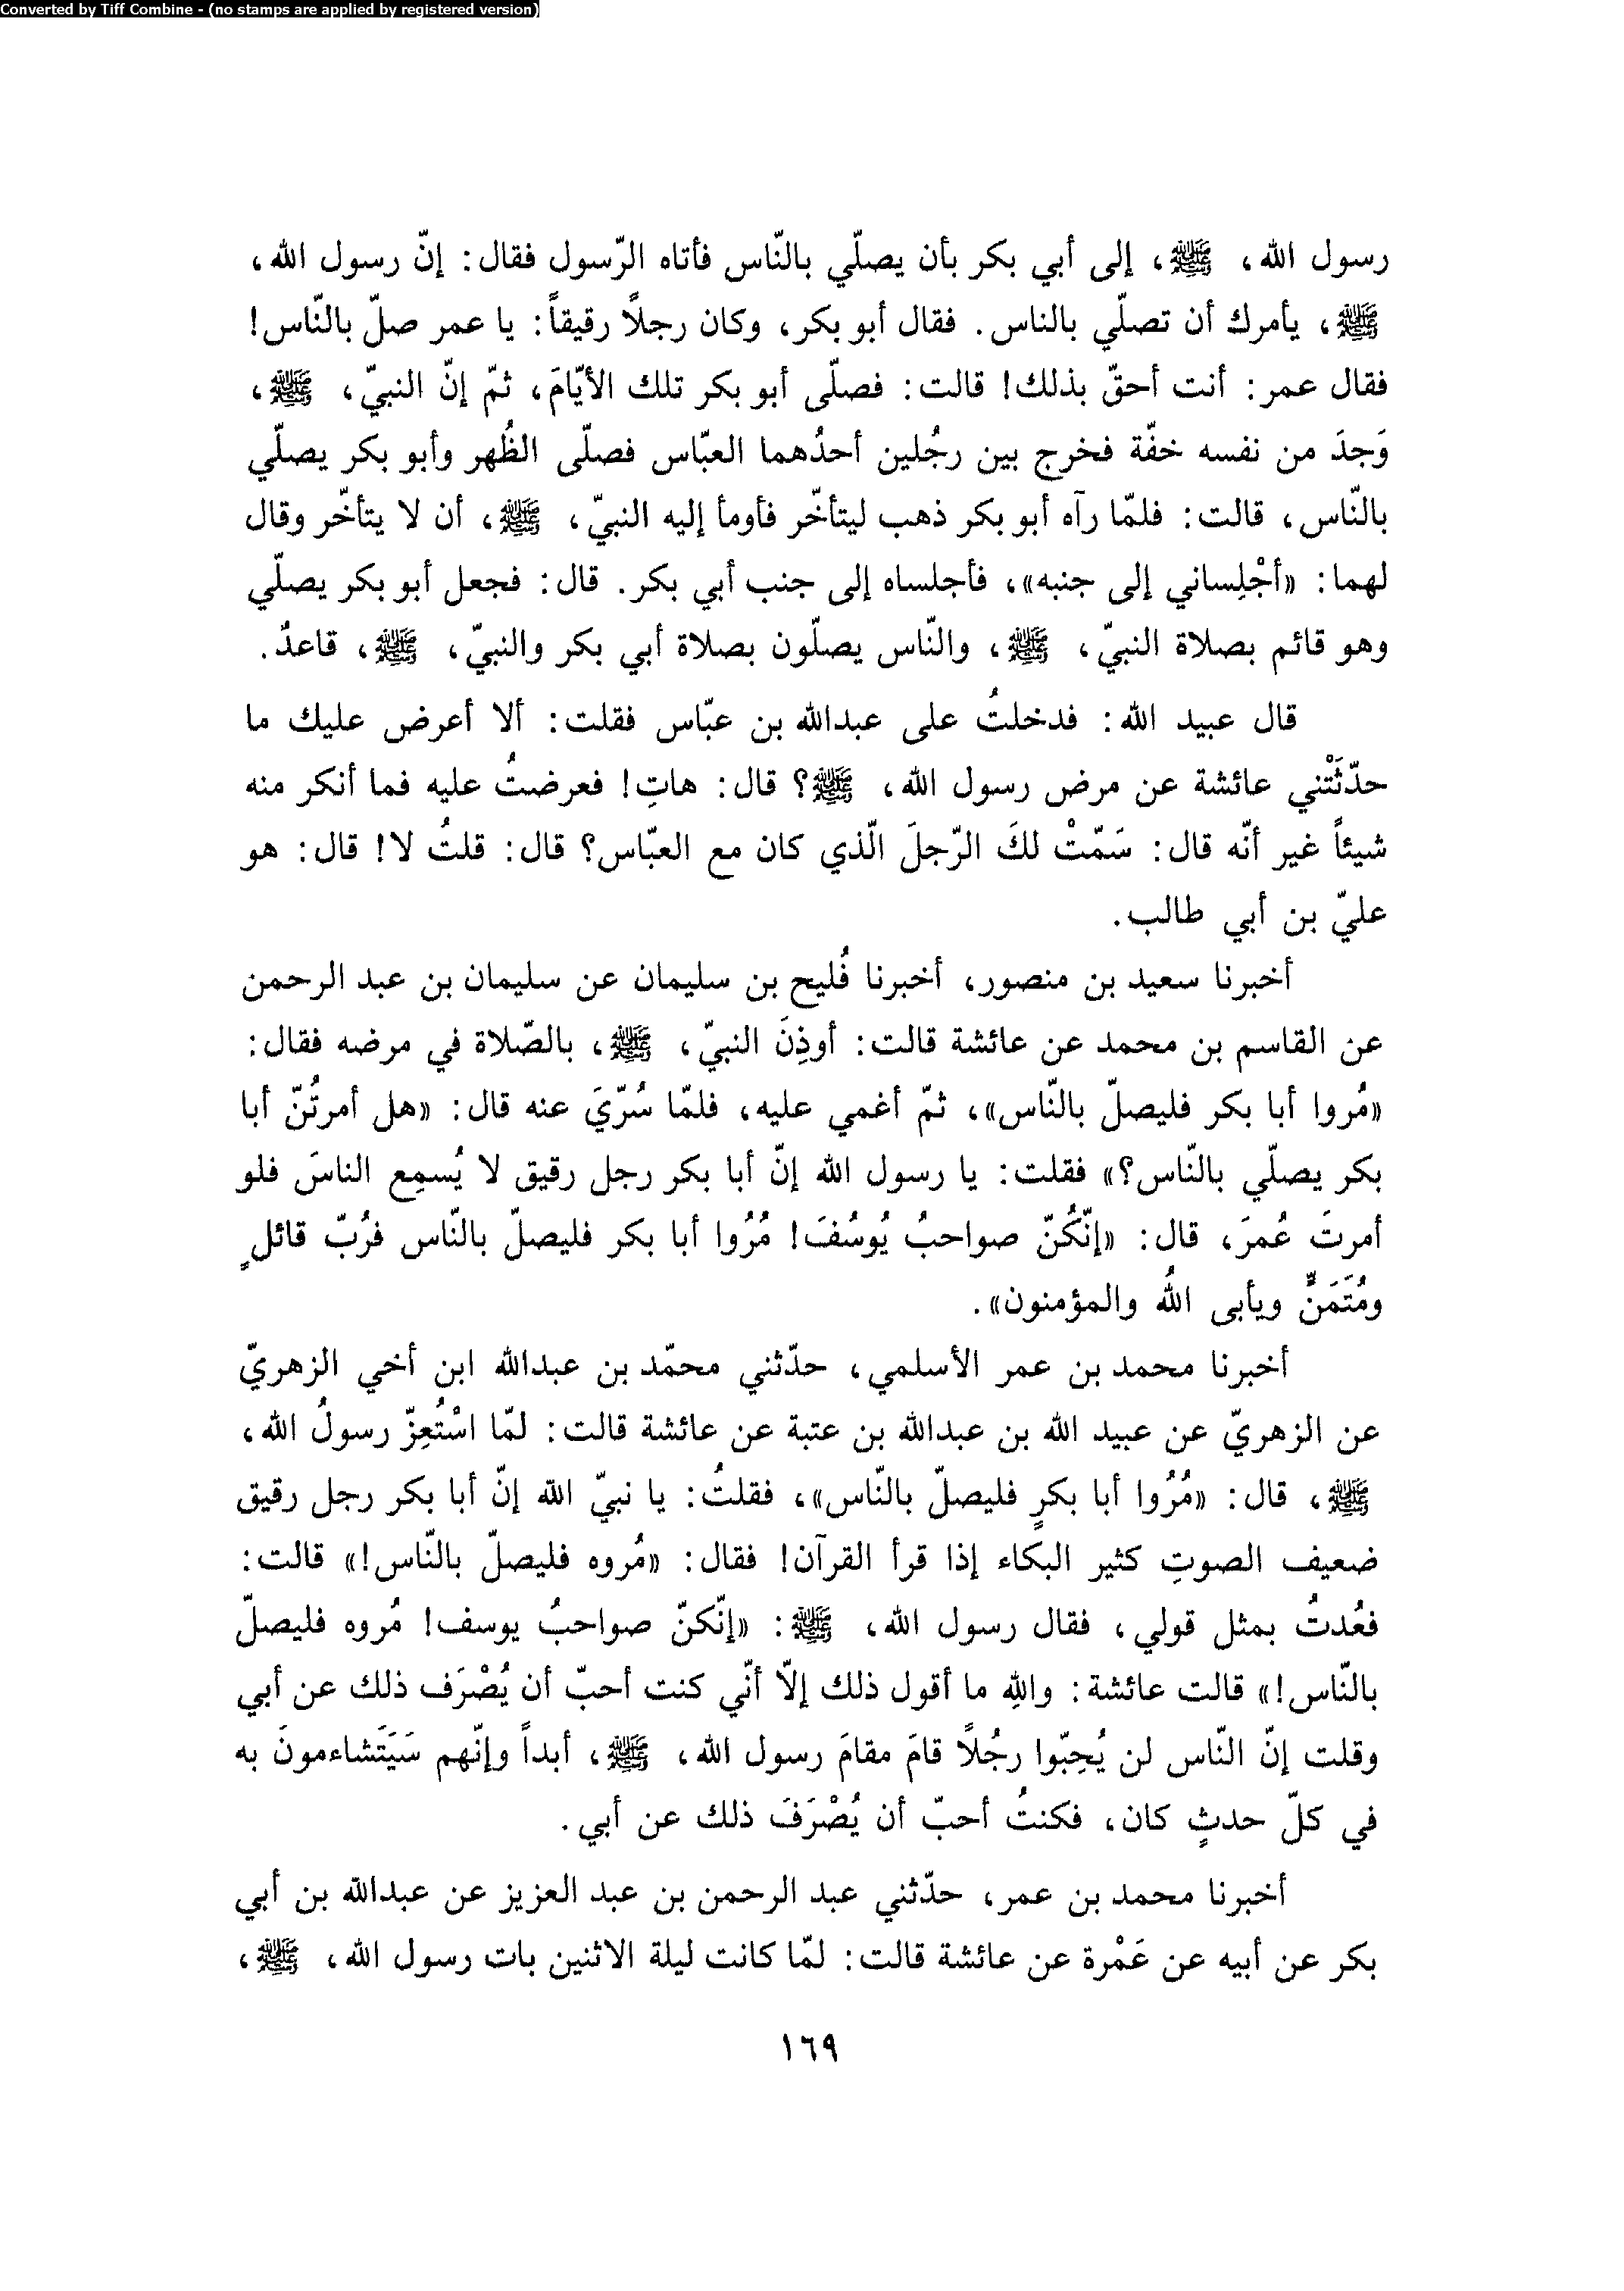 Converted by Tiff Combine - (no stamps are applied by registered version)
رسول الله، ﷺ، إلى أبي بكر بأن يصلّي بالنّاس فأتاه الرّسول فقال: إنّ رسول الله،
ﷺ، يأمرك أن تصلّي بالناس. فقال أبو بكر، وكان رجلاً رقيقاً: يا عمر صلّ بالنّاس!
فقال عمر: أنت أحقّ بذلك! قالت: فصلّى أبو بكر تلك الأيّامَ، ثمّ إنّ النبيّ، ﷺ،
وَجدَ من نفسه خفّة فخرج بين رجُلين أحدُهما العبّاس فصلّى الظُهر وأبو بكر يصلّي
بالنّاس، قالت: فلمّا رآه أبو بكر ذهب ليتأخّر فأومأ إليه النبيّ، ﷺ، أن لا يتأخّر وقال
لهما: «أجْلِساني إلى جنبه»، فأجلساه إلى جنب أبي بكر. قال: فجعل أبو بكر يصلّي
وهو قائم بصلاة النبيّ، ﷺ، والنّاس يصلّون بصلاة أبي بكر والنبيّ، ﷺ، قاعدٌ.
قال عبيد الله: فدخلتُ على عبدالله بن عبّاس فقلت: ألا أعرض عليك ما
حدّثَتْني عائشة عن مرض رسول الله، ﷺ؟ قال: هاتِ! فعرضتُ عليه فما أنكر منه
شيئاً غير أنّه قال: سَمّتْ لكَ الرّجلَ الّذي كان مع العبّاس؟ قال: قلتُ لا! قال: هو
عليّ بن أبي طالب.
أخبرنا سعيد بن منصور، أخبرنا فُليح بن سليمان عن سليمان بن عبد الرحمن
عن القاسم بن محمد عن عائشة قالت: أوذِنَ النبيّ، ﷺ، بالصّلاة في مرضه فقال:
«مُروا أبا بكر فليصلّ بالنّاس»، ثمّ أغمي عليه، فلمّا سُرّيَ عنه قال: «هل أمرتُنّ أبا
بكر يصلّي بالنّاس؟» فقلت: يا رسول الله إنّ أبا بكر رجل رقيق لا يُسمِع الناسَ فلو
أمرتَ عُمرَ، قال: «إنّكُنّ صواحبُ يُوسُفَ! مُرُوا أبا بكر فليصلّ بالنّاس فرُبّ قائلٍ
ومُتَمَنٍّ ويأبى اللهُ والمؤمنون».
أخبرنا محمد بن عمر الأسلمي، حدّثني محمّد بن عبدالله ابن أخي الزهريّ
عن الزهريّ عن عبيد الله بن عبدالله بن عتبة عن عائشة قالت: لمّا اسْتُعِزّ رسولُ الله،
ﷺ، قال: «مُرُوا أبا بكرٍ فليصلّ بالنّاس»، فقلتُ: يا نبيّ الله إنّ أبا بكر رجل رقيق
ضعيف الصوتِ كثير البكاء إذا قرأ القرآن! فقال: «مُروه فليصلّ بالنّاس!» قالت:
فعُدتُ بمثل قولي، فقال رسول الله، ﷺ: «إنّكنّ صواحبُ يوسف! مُروه فليصلّ
بالنّاس!» قالت عائشة: واللهِ ما أقول ذلك إلاّ أنّي كنت أحبّ أن يُصْرَف ذلك عن أبي
وقلت إنّ النّاس لن يُحِبّوا رجُلاً قامَ مقامَ رسول الله، ﷺ، أبداً وإنّهم سَيَتَشاءمونَ به
في كلّ حدثٍ كان، فكنتُ أحبّ أن يُصْرَفَ ذلك عن أبي.
أخبرنا محمد بن عمر، حدّثني عبد الرحمن بن عبد العزيز عن عبدالله بن أبي
بكر عن أبيه عن عَمْرة عن عائشة قالت: لمّا كانت ليلة الاثنين بات رسول الله، ﷺ،
١٦٩